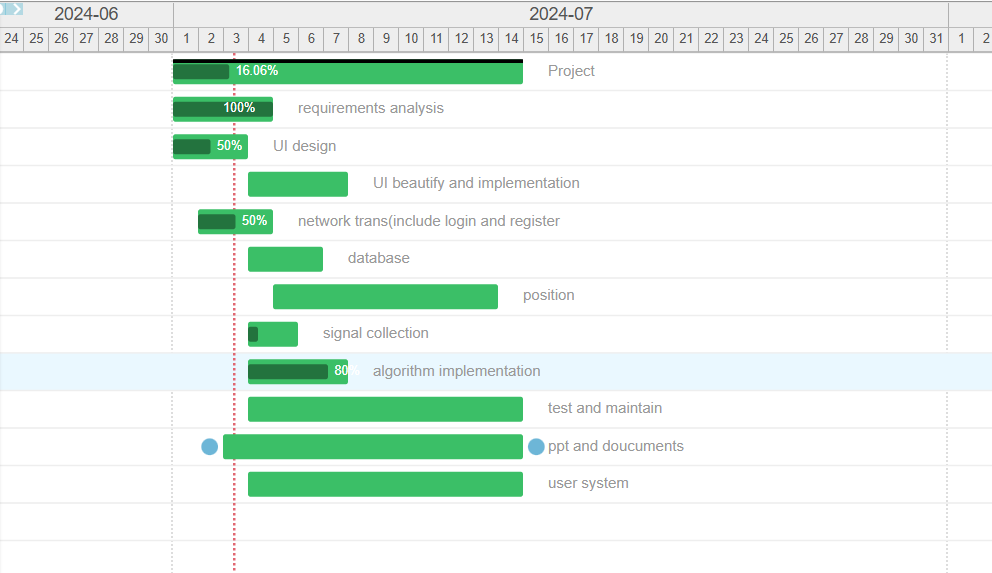 2024-06 2024-07
24 25 26 27 28 29 30 1 2 3 4 5 6 7 8 9 10 11 12 13 14 15 16 17 18 19 20 21 22 23 24 25 26 27 28 29 30 31 1 2
16.06% Project
100% requirements analysis
50% UI design
UI beautify and implementation
50% network trans(include login and register
database
position
signal collection
80% algorithm implementation
test and maintain
ppt and doucuments
user system